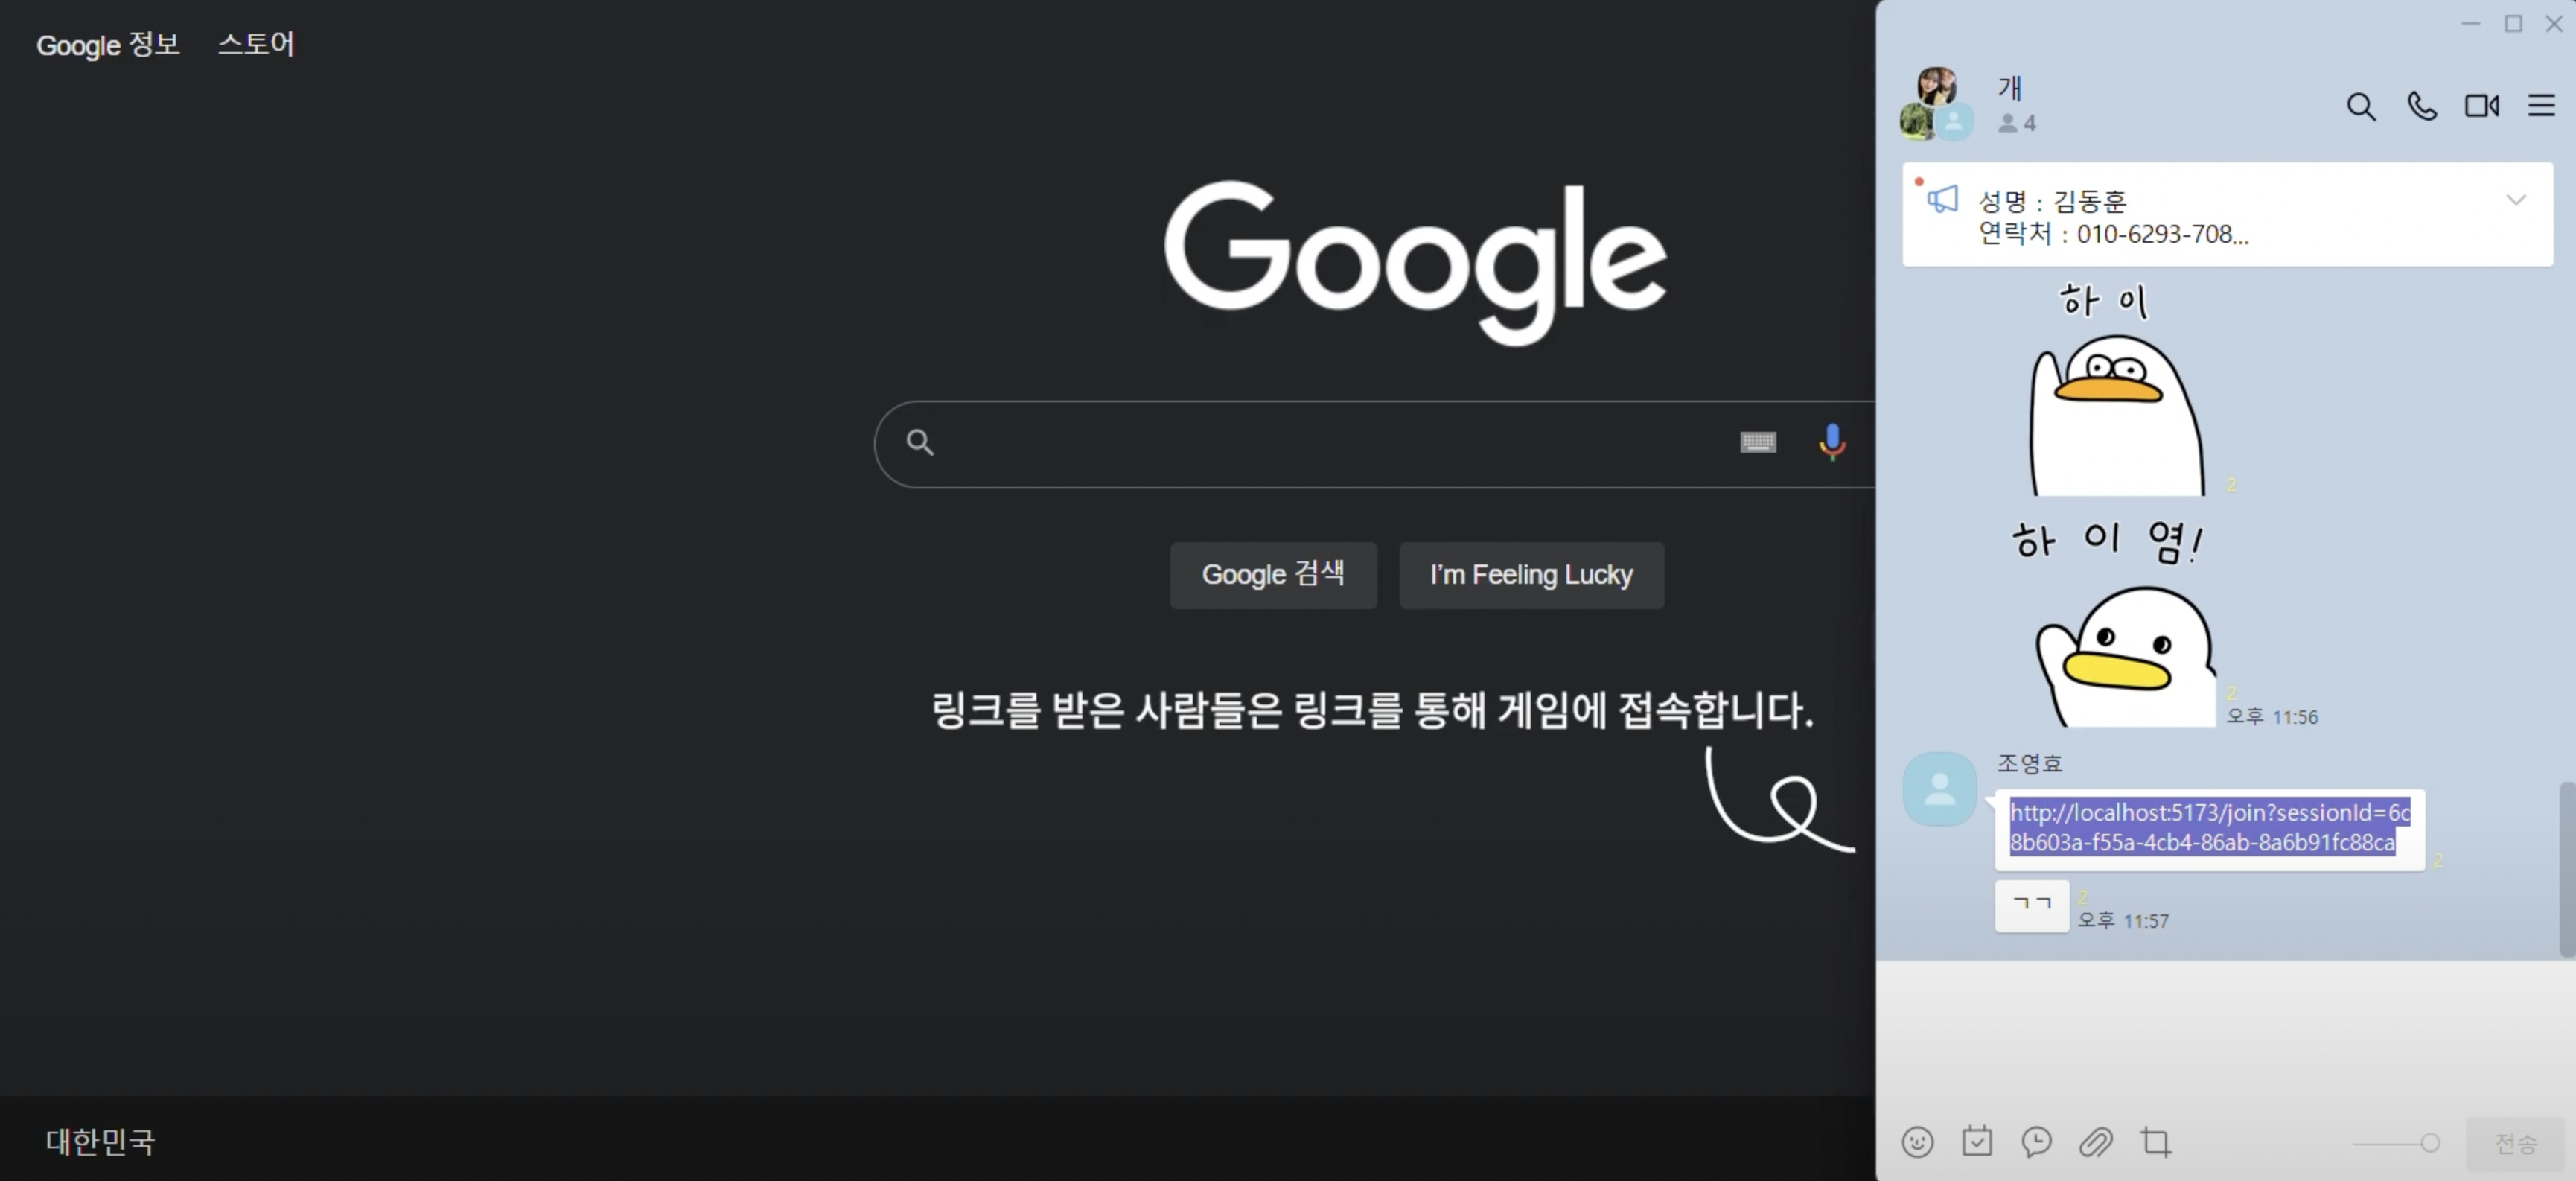 Google 정보 스토어
Google
Google 검색 I'm Feeling Lucky
링크를 받은 사람들은 링크를 통해 게임에 접속합니다.
대한민국
개
4
성명 : 김동훈
연락처 : 010-6293-708...
하이
2
하이염!
2
오후 11:56
조영효
http://localhost:5173/join?sessionId=6c
8b603a-f55a-4cb4-86ab-8a6b91fc88ca
2
ㄱㄱ
2
오후 11:57
전송